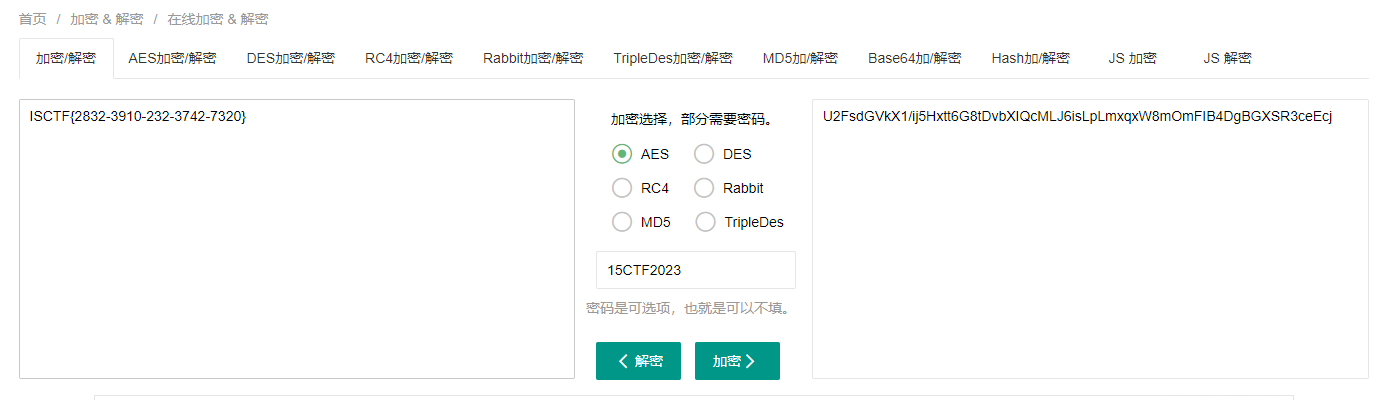 首页 / 加密 & 解密 / 在线加密 & 解密
加密/解密 AES加密/解密 DES加密/解密 RC4加密/解密 Rabbit加密/解密 TripleDes加密/解密 MD5加/解密 Base64加/解密 Hash加/解密 JS 加密 JS 解密
ISCTF{2832-3910-232-3742-7320}
加密选择，部分需要密码。
AES DES
RC4 Rabbit
MD5 TripleDes
15CTF2023
密码是可选项，也就是可以不填。
解密 加密
U2FsdGVkX1/ij5Hxtt6G8tDvbXIQcMLJ6isLpLmxqxW8mOmFIB4DgBGXSR3ceEcj